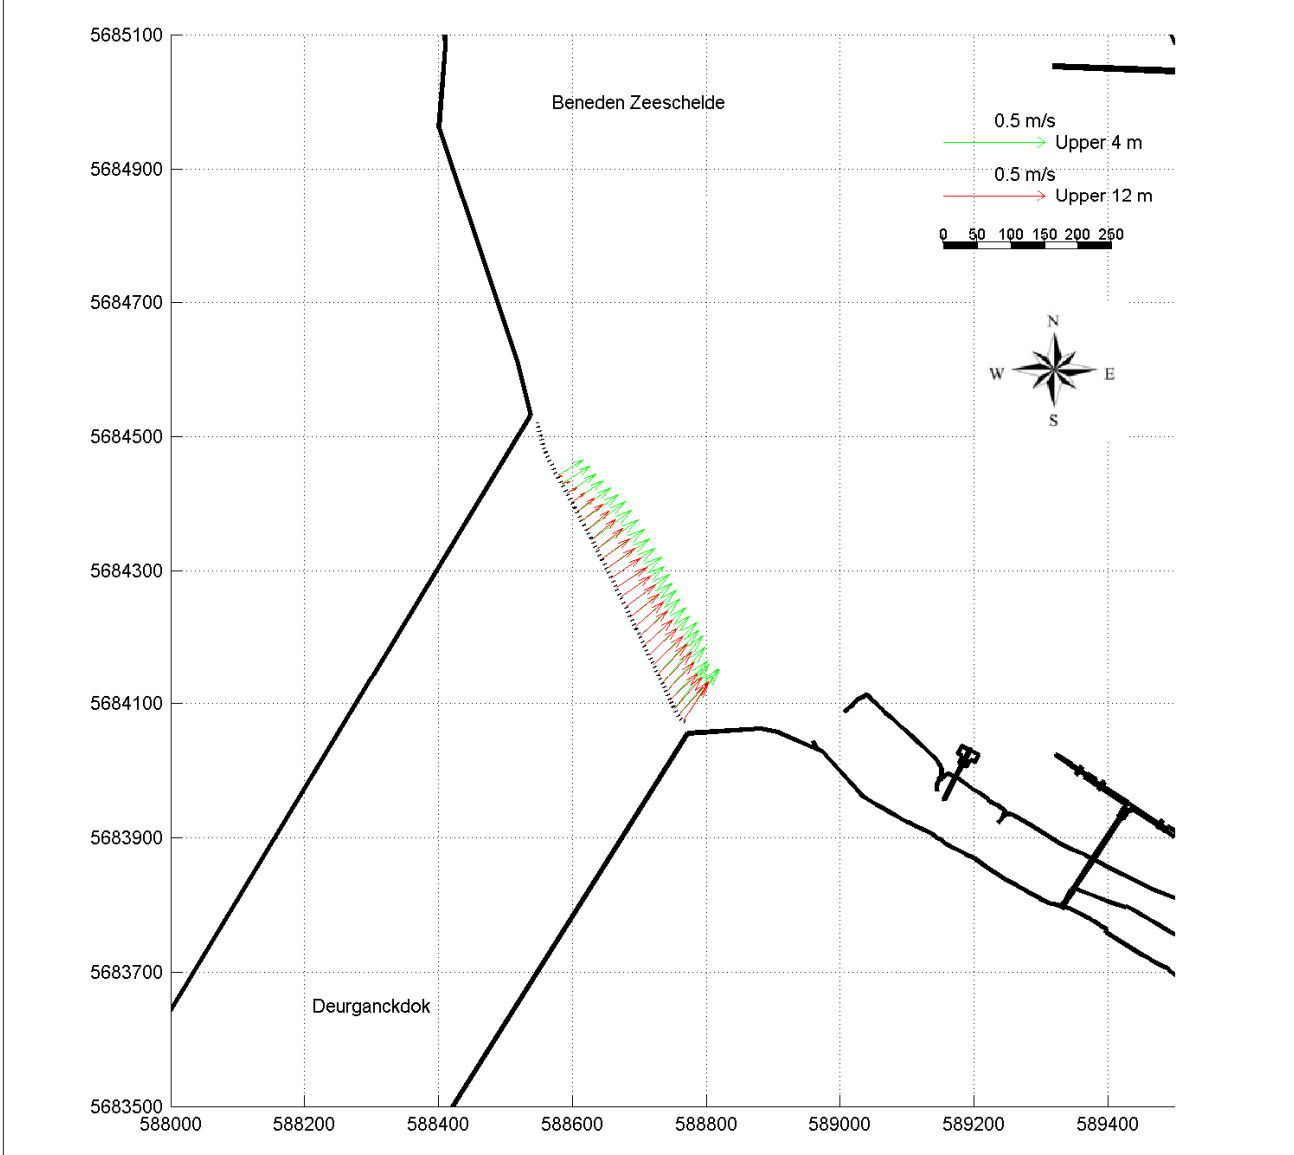 5685100
Beneden Zeeschelde
0.5 m/s
Upper 4 m
5684900
0.5 m/s
Upper 12 m
0 50 100 150 200 250
5684700
N
W E
S
5684500
5684300
5684100
5683900
5683700
Deurganckdok
5683500
588000 588200 588400 588600 588800 589000 589200 589400